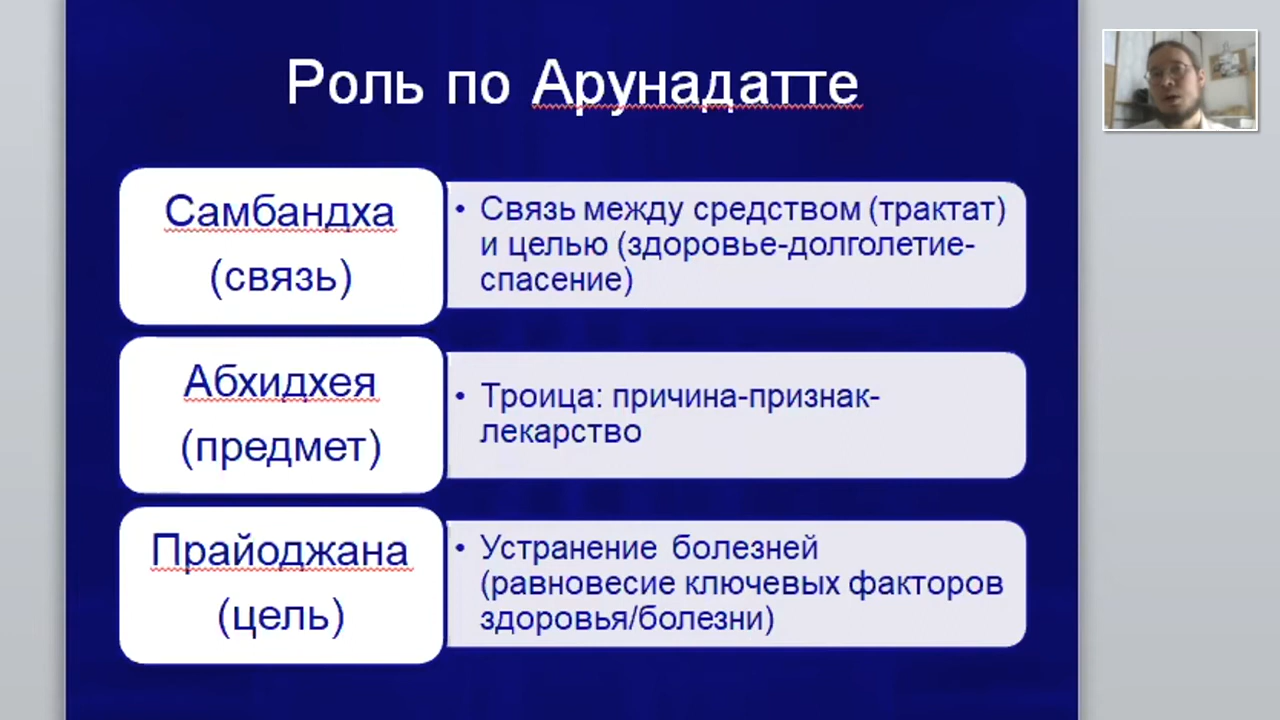 Роль по Арунадатте
Самбандха
(связь)
• Связь между средством (трактат)
и целью (здоровье-долголетие-
спасение)
Абхидхея
(предмет)
• Троица: причина-признак-
лекарство
Прайоджана
(цель)
• Устранение болезней
(равновесие ключевых факторов
здоровья/болезни)